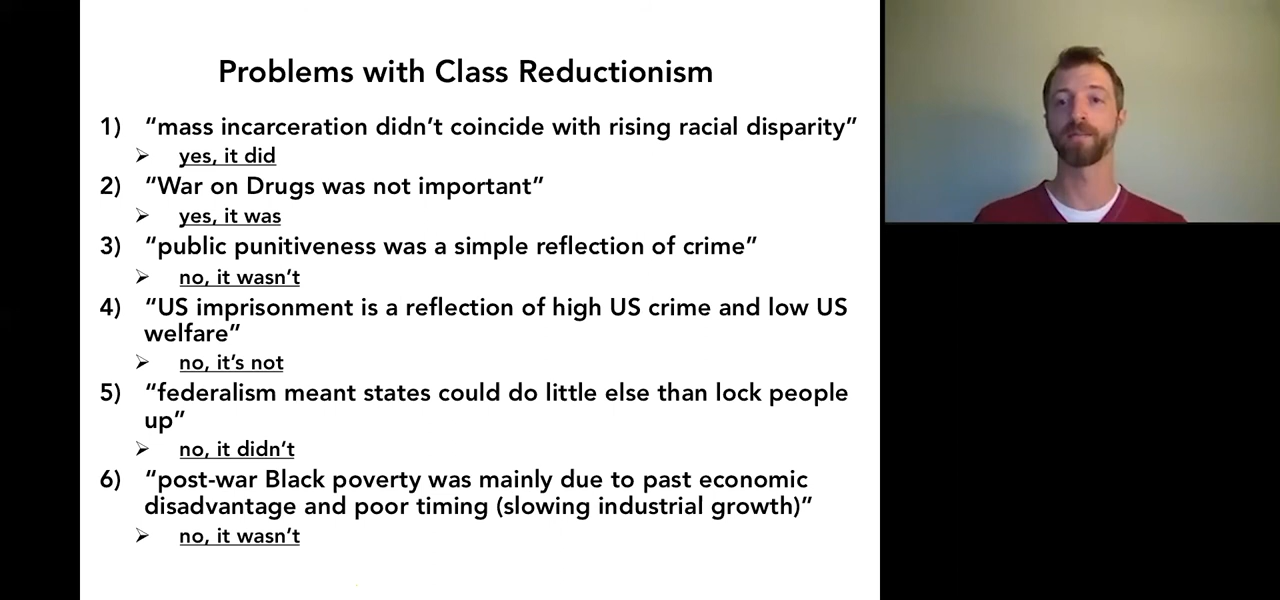 Problems with Class Reductionism
1) “mass incarceration didn’t coincide with rising racial disparity”
➢ yes, it did
2) “War on Drugs was not important”
➢ yes, it was
3) “public punitiveness was a simple reflection of crime”
➢ no, it wasn’t
4) “US imprisonment is a reflection of high US crime and low US
welfare”
➢ no, it’s not
5) “federalism meant states could do little else than lock people
up”
➢ no, it didn’t
6) “post-war Black poverty was mainly due to past economic
disadvantage and poor timing (slowing industrial growth)”
➢ no, it wasn’t